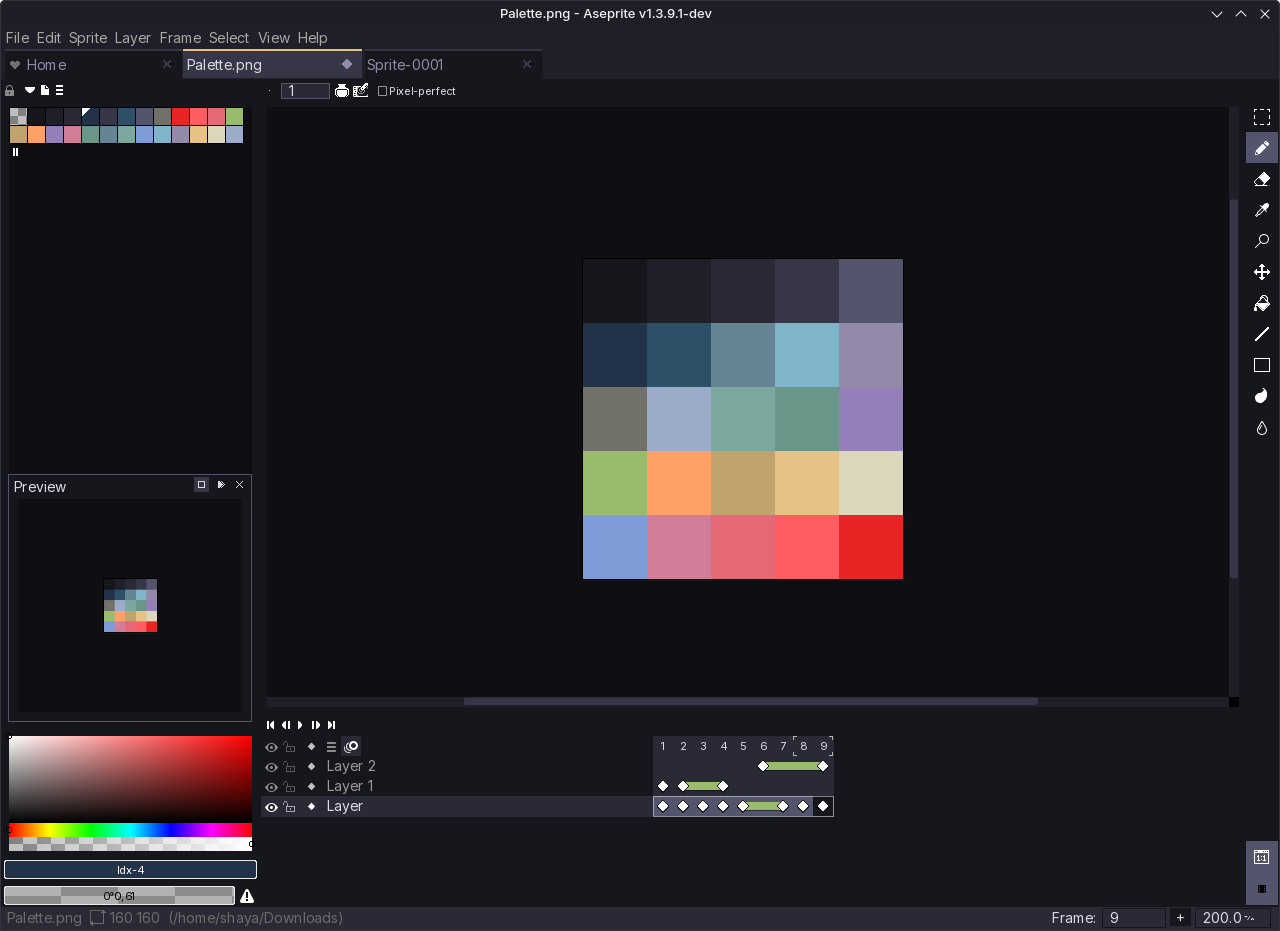 Palette.png - Aseprite v1.3.9.1-dev
File Edit Sprite Layer Frame Select View Help
Home Palette.png Sprite-0001
1 Pixel-perfect
Preview
1 2 3 4 5 6 7 8 9
Layer 2
Layer 1
Layer
Idx-4
0°0,61
1:1
Palette.png 160 160 (/home/shaya/Downloads) Frame: 9 + 200.0